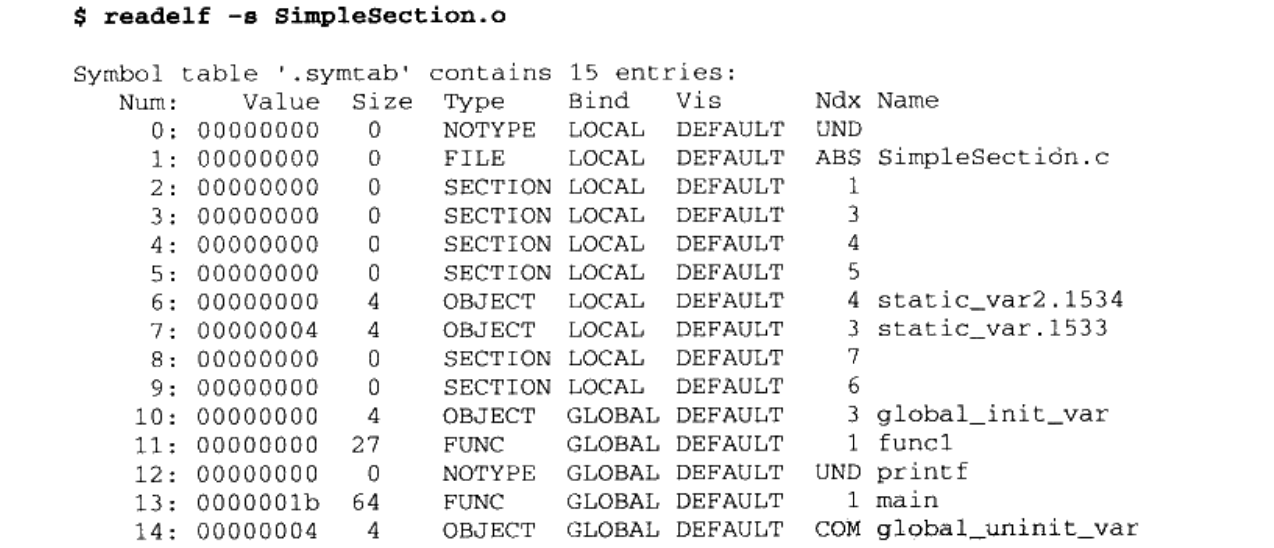 $ readelf -s SimpleSection.o
Symbol table '.symtab' contains 15 entries:
   Num:    Value  Size Type    Bind   Vis      Ndx Name
     0: 00000000   0   NOTYPE  LOCAL  DEFAULT  UND
     1: 00000000   0   FILE    LOCAL  DEFAULT  ABS SimpleSection.c
     2: 00000000   0   SECTION LOCAL  DEFAULT    1
     3: 00000000   0   SECTION LOCAL  DEFAULT    3
     4: 00000000   0   SECTION LOCAL  DEFAULT    4
     5: 00000000   0   SECTION LOCAL  DEFAULT    5
     6: 00000000   4   OBJECT  LOCAL  DEFAULT    4 static_var2.1534
     7: 00000004   4   OBJECT  LOCAL  DEFAULT    3 static_var.1533
     8: 00000000   0   SECTION LOCAL  DEFAULT    7
     9: 00000000   0   SECTION LOCAL  DEFAULT    6
    10: 00000000   4   OBJECT  GLOBAL DEFAULT    3 global_init_var
    11: 00000000  27   FUNC    GLOBAL DEFAULT    1 func1
    12: 00000000   0   NOTYPE  GLOBAL DEFAULT  UND printf
    13: 0000001b  64   FUNC    GLOBAL DEFAULT    1 main
    14: 00000004   4   OBJECT  GLOBAL DEFAULT  COM global_uninit_var